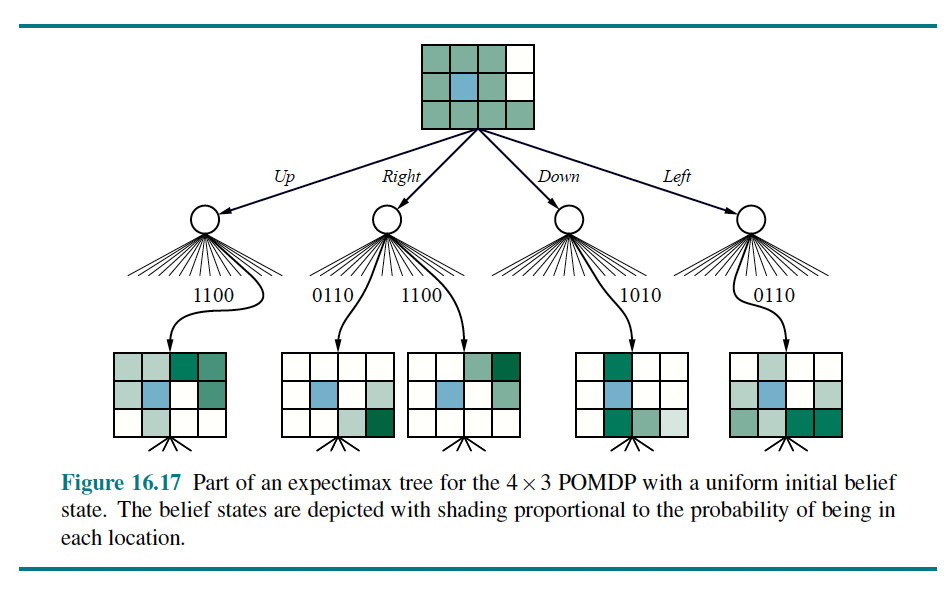 Up Right Down Left
1100 0110 1100 1010 0110
Figure 16.17 Part of an expectimax tree for the 4 × 3 POMDP with a uniform initial belief
state. The belief states are depicted with shading proportional to the probability of being in
each location.